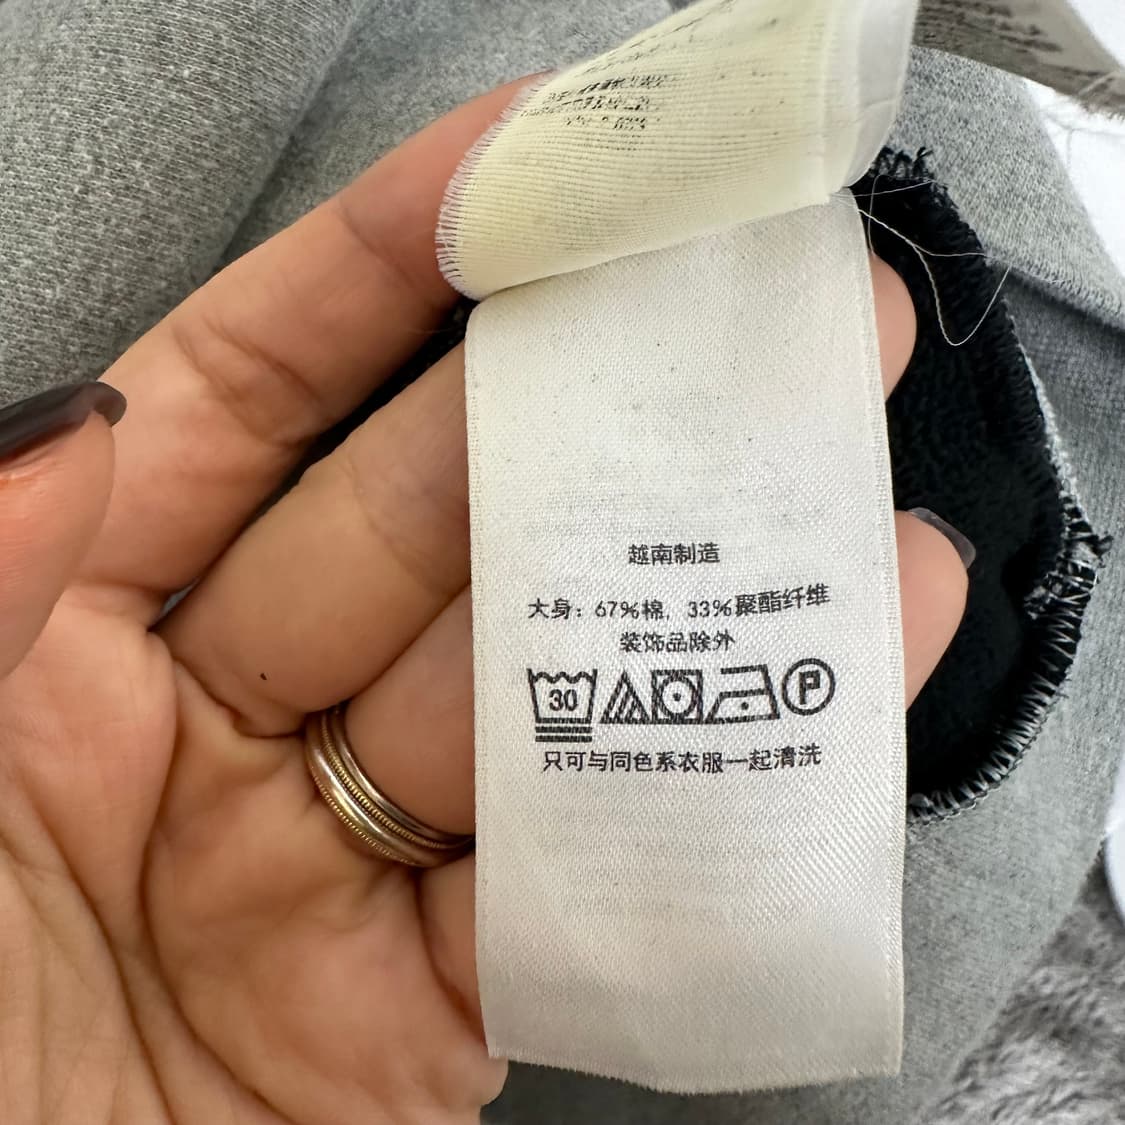 越南制造
大身：67%棉，33%聚酯纤维
装饰品除外
30 P
只可与同色系衣服一起清洗